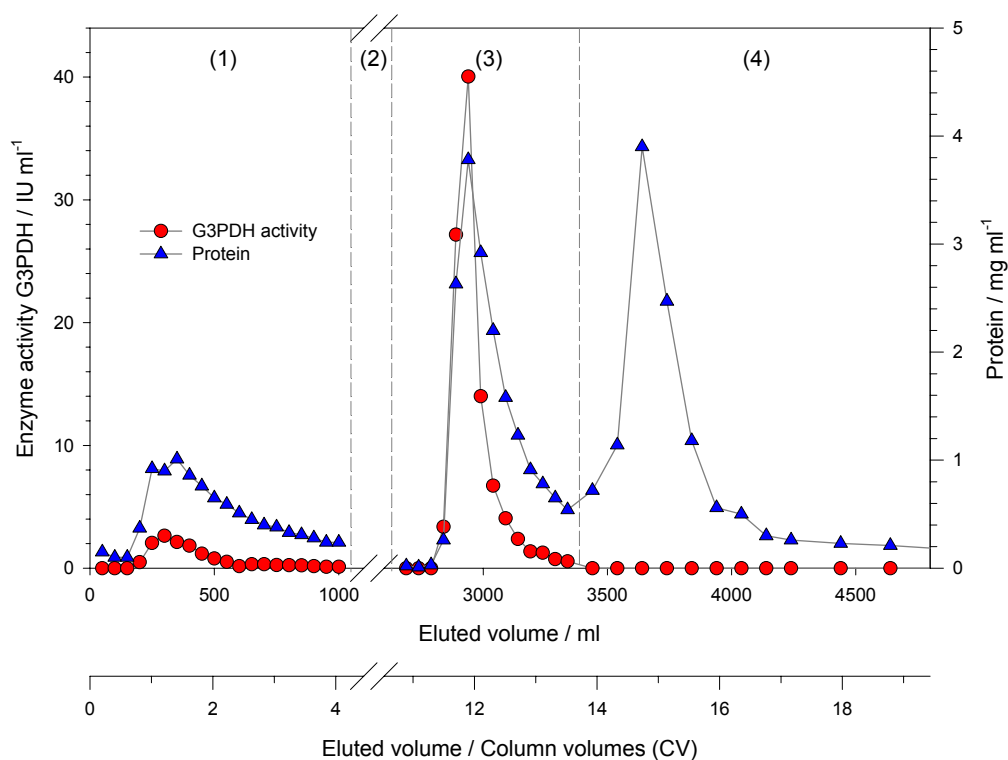 (1)
(2)
(3)
(4)
Enzyme activity G3PDH / IU ml⁻¹
0
10
20
30
40
G3PDH activity
Protein
Protein / mg ml⁻¹
0
1
2
3
4
5
0 500 1000 3000 3500 4000 4500
Eluted volume / ml
0 2 4 12 14 16 18
Eluted volume / Column volumes (CV)